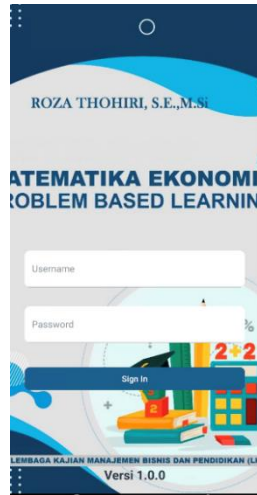 ROZA THOHIRI, S.E.,M.Si
ATEMATIKA EKONOMI
ROBLEM BASED LEARNIN
Username
Password
%
2+2
Sign In
2
LEMBAGA KAJIAN MANAJEMEN BISNIS DAN PENDIDIKAN (L
Versi 1.0.0